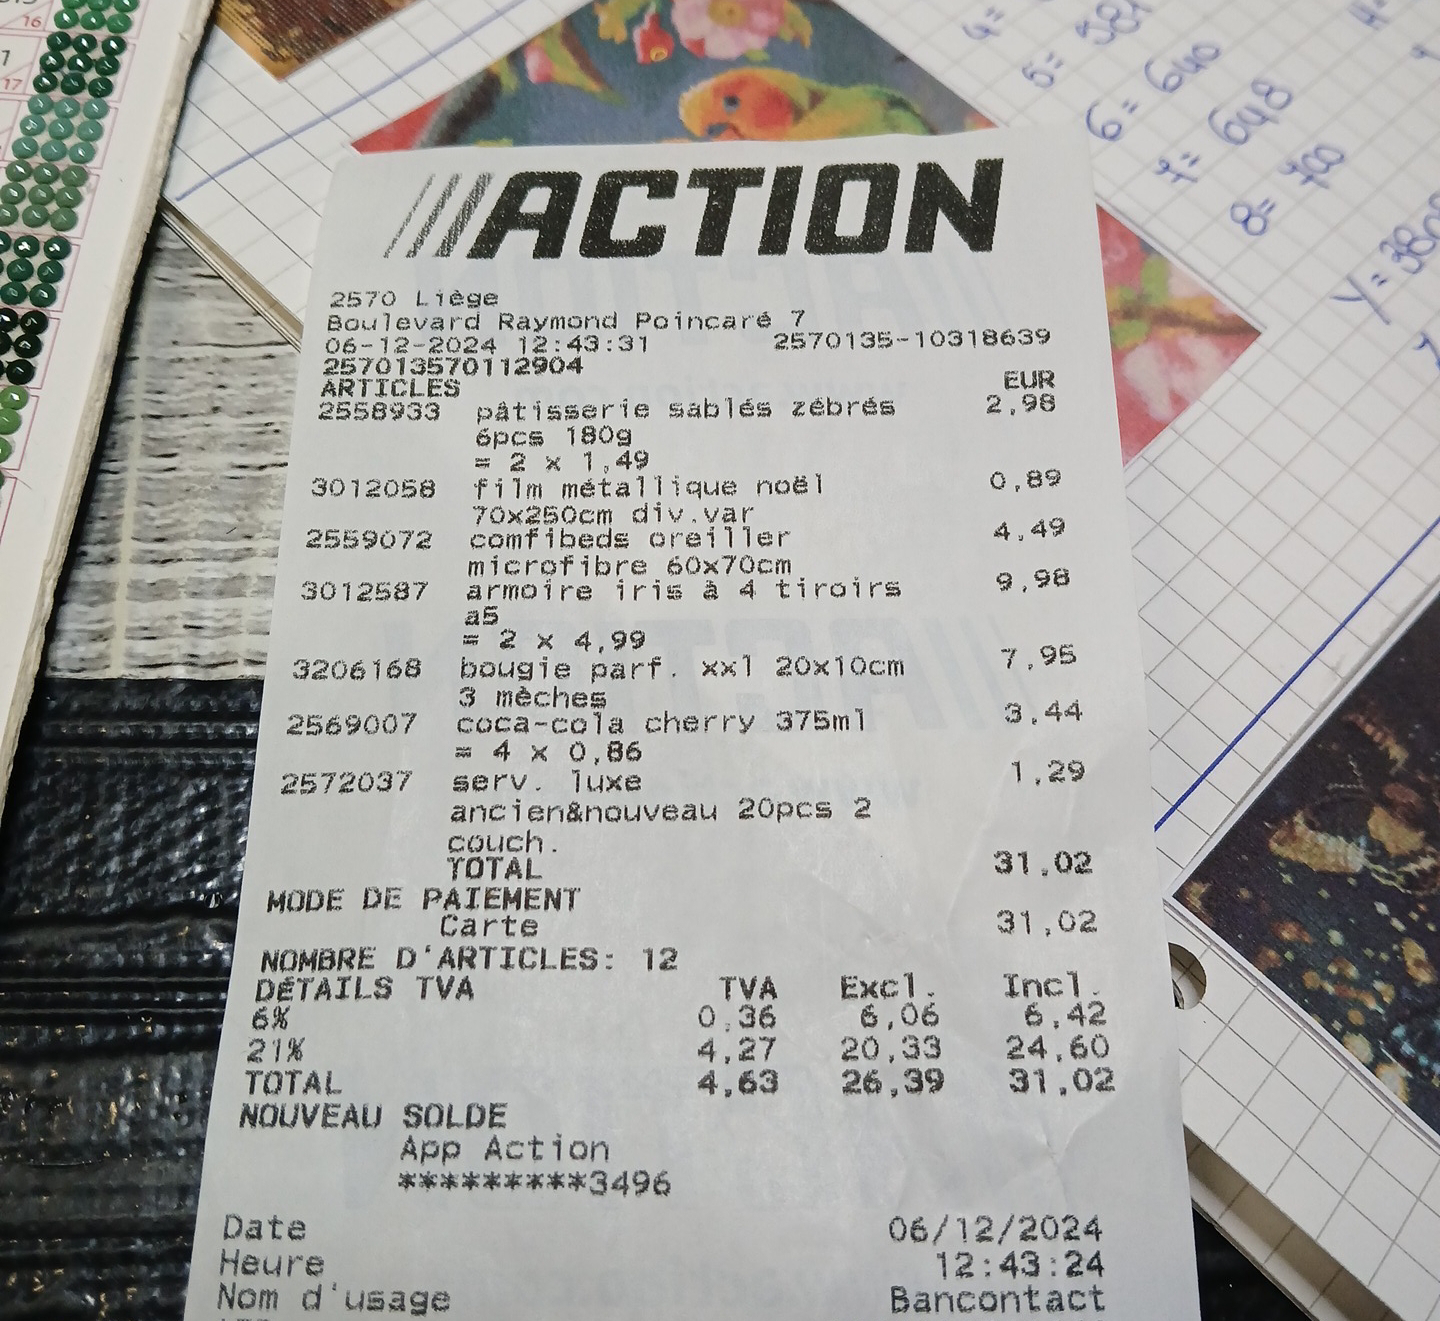 ///ACTION
2570 Liège
Boulevard Raymond Poincaré 7
06-12-2024 12:43:31 2570135-10318639
257013570112904
ARTICLES EUR
2558933 pâtisserie sablés zébrés 2,98
6pcs 180g
= 2 x 1,49
3012058 film métallique noël 0,89
70x250cm div.var
2559072 comfibeds oreiller 4,49
microfibre 60x70cm
3012587 armoire iris à 4 tiroirs 9,98
a5
= 2 x 4,99
3206168 bougie parf. xxl 20x10cm 7,95
3 mèches
2569007 coca-cola cherry 375ml 3,44
= 4 x 0,86
2572037 serv. luxe 1,29
ancien&nouveau 20pcs 2
couch.
TOTAL 31,02
MODE DE PAIEMENT
Carte 31,02
NOMBRE D'ARTICLES: 12
DÉTAILS TVA TVA Excl. Incl.
6% 0,36 6,06 6,42
21% 4,27 20,33 24,60
TOTAL 4,63 26,39 31,02
NOUVEAU SOLDE
App Action
*********3496
Date 06/12/2024
Heure 12:43:24
Nom d'usage Bancontact
16
17
6= 640
7= 648
8= 700